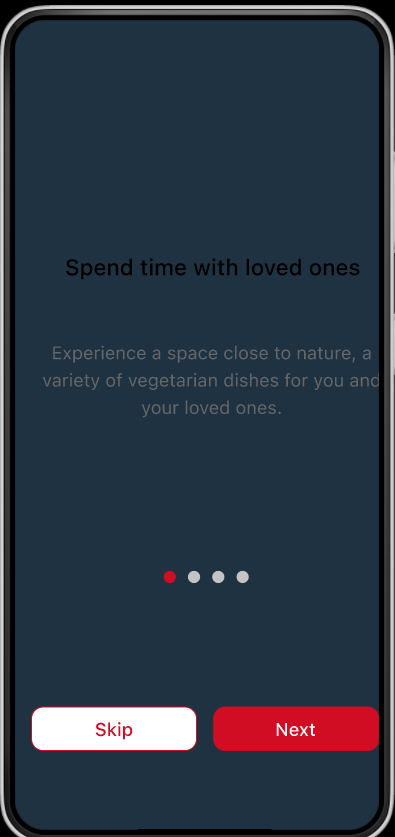 Spend time with loved ones
Experience a space close to nature, a
variety of vegetarian dishes for you and
your loved ones.
Skip
Next